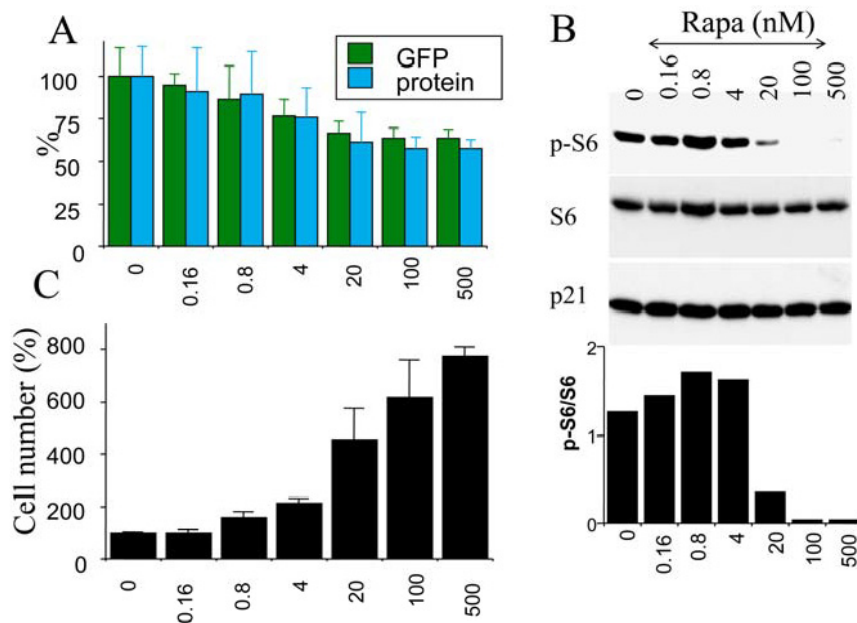 A
GFP
protein
%
100
75
50
25
0
0 0.16 0.8 4 20 100 500
B
Rapa (nM)
0 0.16 0.8 4 20 100 500
p-S6
S6
p21
p-S6/S6
2
1
0
0 0.16 0.8 4 20 100 500
C
Cell number (%)
800
600
400
200
0
0 0.16 0.8 4 20 100 500